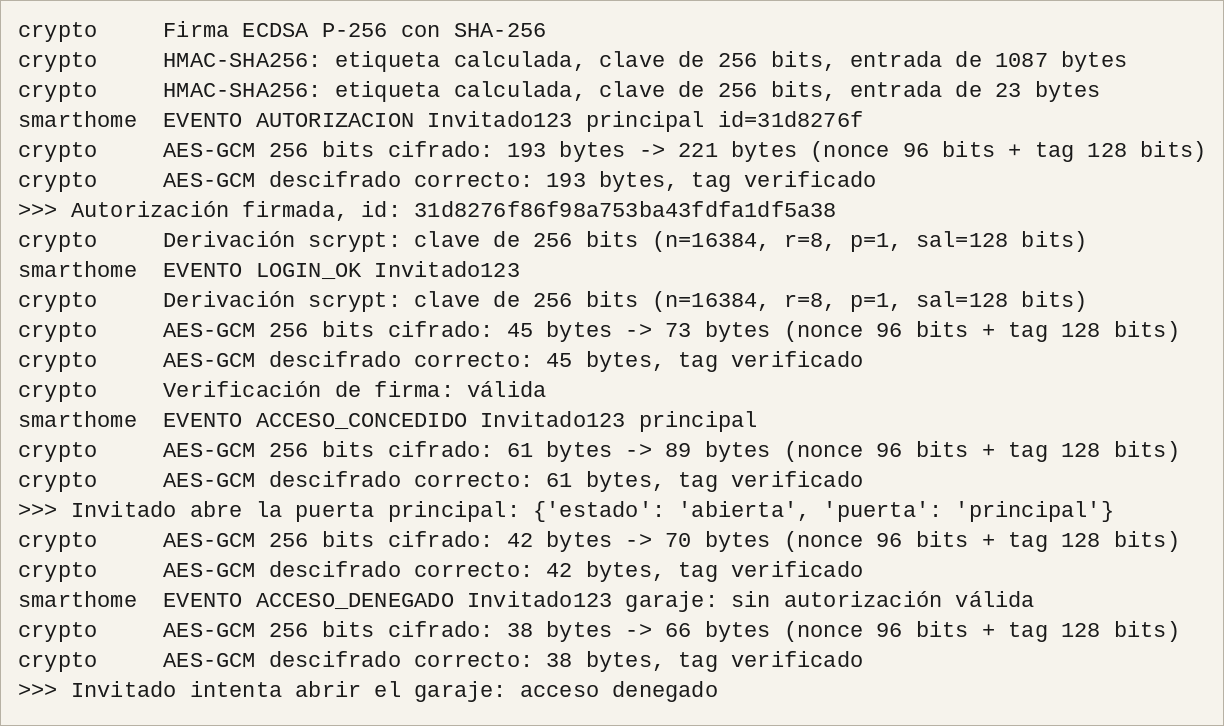 crypto     Firma ECDSA P-256 con SHA-256
crypto     HMAC-SHA256: etiqueta calculada, clave de 256 bits, entrada de 1087 bytes
crypto     HMAC-SHA256: etiqueta calculada, clave de 256 bits, entrada de 23 bytes
smarthome  EVENTO AUTORIZACION Invitado123 principal id=31d8276f
crypto     AES-GCM 256 bits cifrado: 193 bytes -> 221 bytes (nonce 96 bits + tag 128 bits)
crypto     AES-GCM descifrado correcto: 193 bytes, tag verificado
>>> Autorización firmada, id: 31d8276f86f98a753ba43fdfa1df5a38
crypto     Derivación scrypt: clave de 256 bits (n=16384, r=8, p=1, sal=128 bits)
smarthome  EVENTO LOGIN_OK Invitado123
crypto     Derivación scrypt: clave de 256 bits (n=16384, r=8, p=1, sal=128 bits)
crypto     AES-GCM 256 bits cifrado: 45 bytes -> 73 bytes (nonce 96 bits + tag 128 bits)
crypto     AES-GCM descifrado correcto: 45 bytes, tag verificado
crypto     Verificación de firma: válida
smarthome  EVENTO ACCESO_CONCEDIDO Invitado123 principal
crypto     AES-GCM 256 bits cifrado: 61 bytes -> 89 bytes (nonce 96 bits + tag 128 bits)
crypto     AES-GCM descifrado correcto: 61 bytes, tag verificado
>>> Invitado abre la puerta principal: {'estado': 'abierta', 'puerta': 'principal'}
crypto     AES-GCM 256 bits cifrado: 42 bytes -> 70 bytes (nonce 96 bits + tag 128 bits)
crypto     AES-GCM descifrado correcto: 42 bytes, tag verificado
smarthome  EVENTO ACCESO_DENEGADO Invitado123 garaje: sin autorización válida
crypto     AES-GCM 256 bits cifrado: 38 bytes -> 66 bytes (nonce 96 bits + tag 128 bits)
crypto     AES-GCM descifrado correcto: 38 bytes, tag verificado
>>> Invitado intenta abrir el garaje: acceso denegado